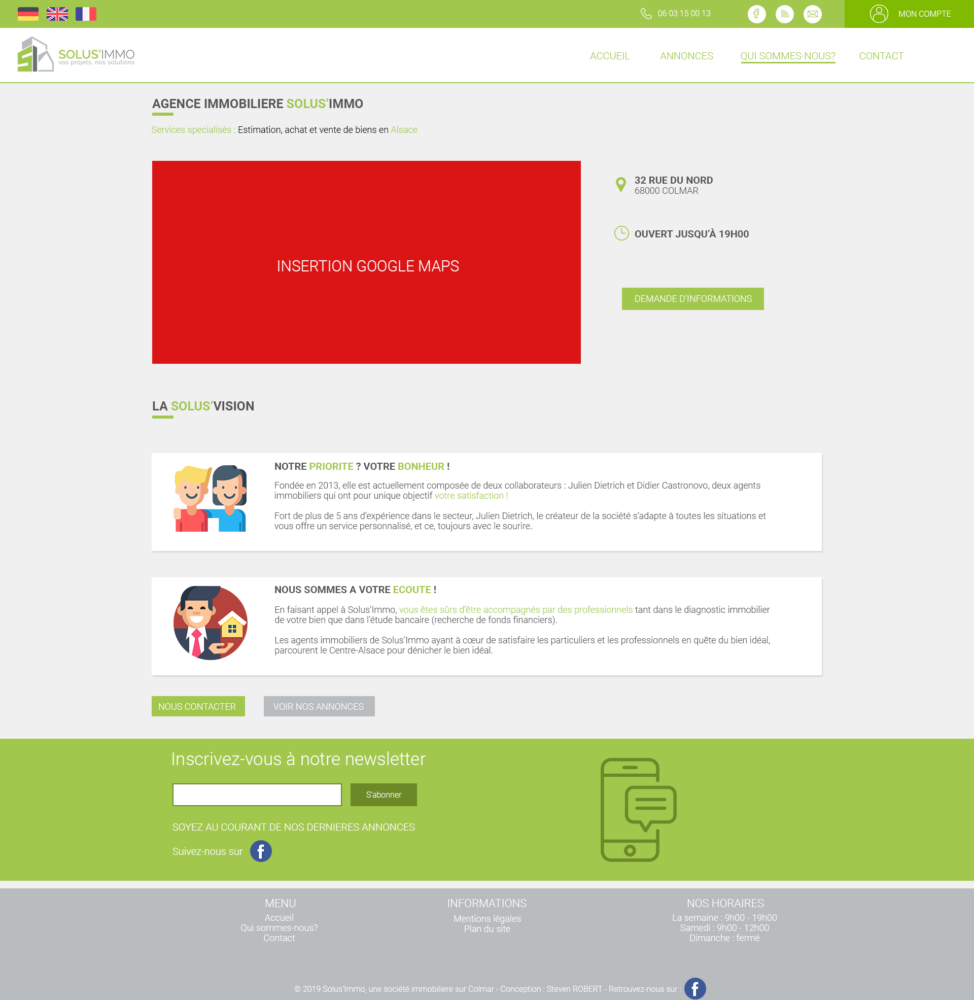 06 03 15 00 13
MON COMPTE
SOLUS’IMMO
vos projets, nos solutions
ACCUEIL
ANNONCES
QUI SOMMES-NOUS?
CONTACT
AGENCE IMMOBILIERE SOLUS’IMMO
Services specialisés : Estimation, achat et vente de biens en Alsace
INSERTION GOOGLE MAPS
32 RUE DU NORD
68000 COLMAR
OUVERT JUSQU’À 19H00
DEMANDE D’INFORMATIONS
LA SOLUS’VISION
NOTRE PRIORITE ? VOTRE BONHEUR !
Fondée en 2013, elle est actuellement composée de deux collaborateurs : Julien Dietrich et Didier Castronovo, deux agents
immobiliers qui ont pour unique objectif votre satisfaction !
Fort de plus de 5 ans d’expérience dans le secteur, Julien Dietrich, le créateur de la société s’adapte à toutes les situations et
vous offre un service personnalisé, et ce, toujours avec le sourire.
NOUS SOMMES A VOTRE ECOUTE !
En faisant appel à Solus’Immo, vous êtes sûrs d’être accompagnés par des professionnels tant dans le diagnostic immobilier
de votre bien que dans l’étude bancaire (recherche de fonds financiers).
Les agents immobiliers de Solus’Immo ayant à cœur de satisfaire les particuliers et les professionnels en quête du bien idéal,
parcourent le Centre-Alsace pour dénicher le bien idéal.
NOUS CONTACTER
VOIR NOS ANNONCES
Inscrivez-vous à notre newsletter
S’abonner
SOYEZ AU COURANT DE NOS DERNIERES ANNONCES
Suivez-nous sur
MENU
Accueil
Qui sommes-nous?
Contact
INFORMATIONS
Mentions légales
Plan du site
NOS HORAIRES
La semaine : 9h00 - 19h00
Samedi : 9h00 - 12h00
Dimanche : fermé
© 2019 Solus’Immo, une société immobiliere sur Colmar - Conception : Steven ROBERT - Retrouvez-nous sur :